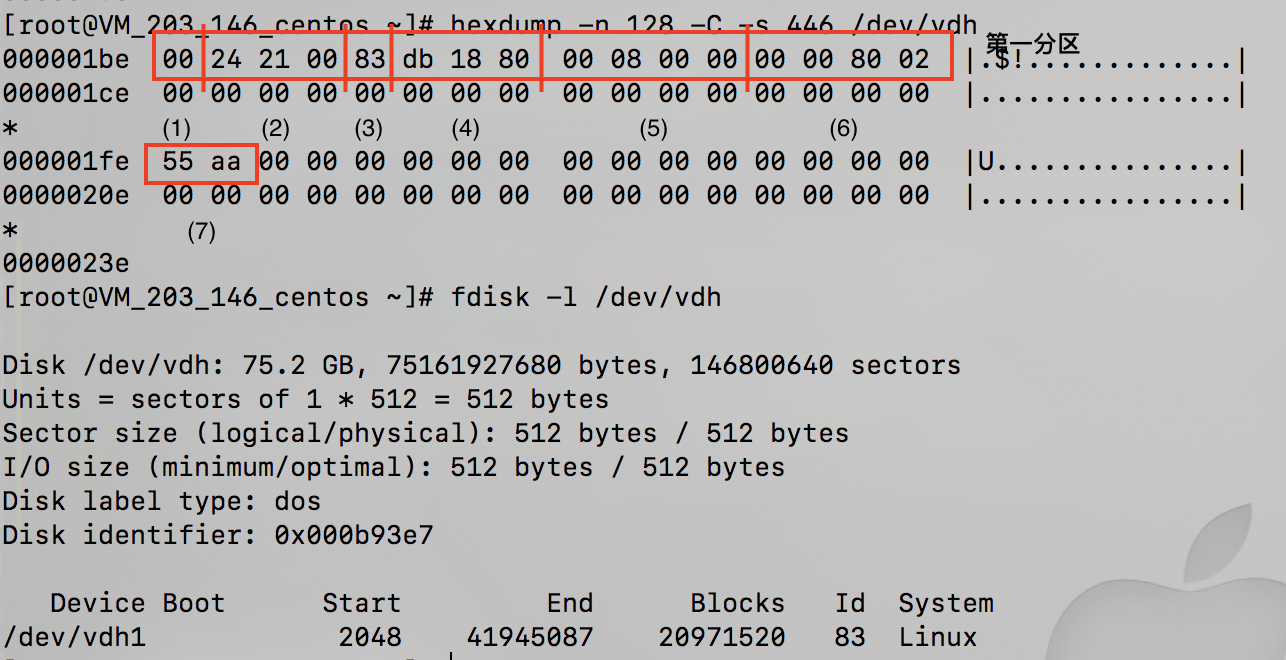 [root@VM_203_146_centos ~]# hexdump -n 128 -C -s 446 /dev/vdh
第一分区
000001be  00 24 21 00 83 db 18 80  00 08 00 00 00 00 80 02  |.$!.............|
000001ce  00 00 00 00 00 00 00 00  00 00 00 00 00 00 00 00  |................|
*
(1) (2) (3) (4) (5) (6)
000001fe  55 aa 00 00 00 00 00 00  00 00 00 00 00 00 00 00  |U...............|
0000020e  00 00 00 00 00 00 00 00  00 00 00 00 00 00 00 00  |................|
*
(7)
0000023e
[root@VM_203_146_centos ~]# fdisk -l /dev/vdh
Disk /dev/vdh: 75.2 GB, 75161927680 bytes, 146800640 sectors
Units = sectors of 1 * 512 = 512 bytes
Sector size (logical/physical): 512 bytes / 512 bytes
I/O size (minimum/optimal): 512 bytes / 512 bytes
Disk label type: dos
Disk identifier: 0x000b93e7
Device Boot      Start         End      Blocks   Id  System
/dev/vdh1            2048    41945087    20971520   83  Linux